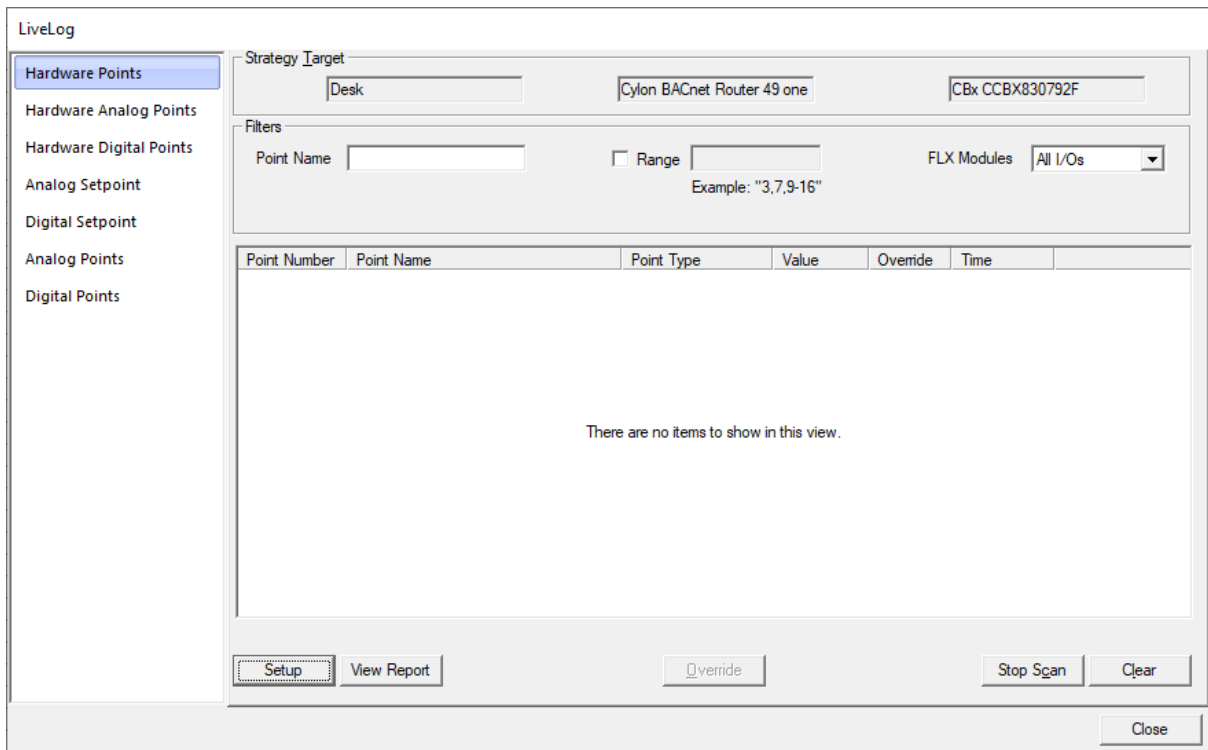 LiveLog
Hardware Points
Hardware Analog Points
Hardware Digital Points
Analog Setpoint
Digital Setpoint
Analog Points
Digital Points
Strategy Target
Desk Cylon BACnet Router 49 one CBx CCBX830792F
Filters
Point Name Range FLX Modules All I/Os
Example: "3,7,9-16"
Point Number Point Name Point Type Value Override Time
There are no items to show in this view.
Setup View Report Override Stop Scan Clear
Close